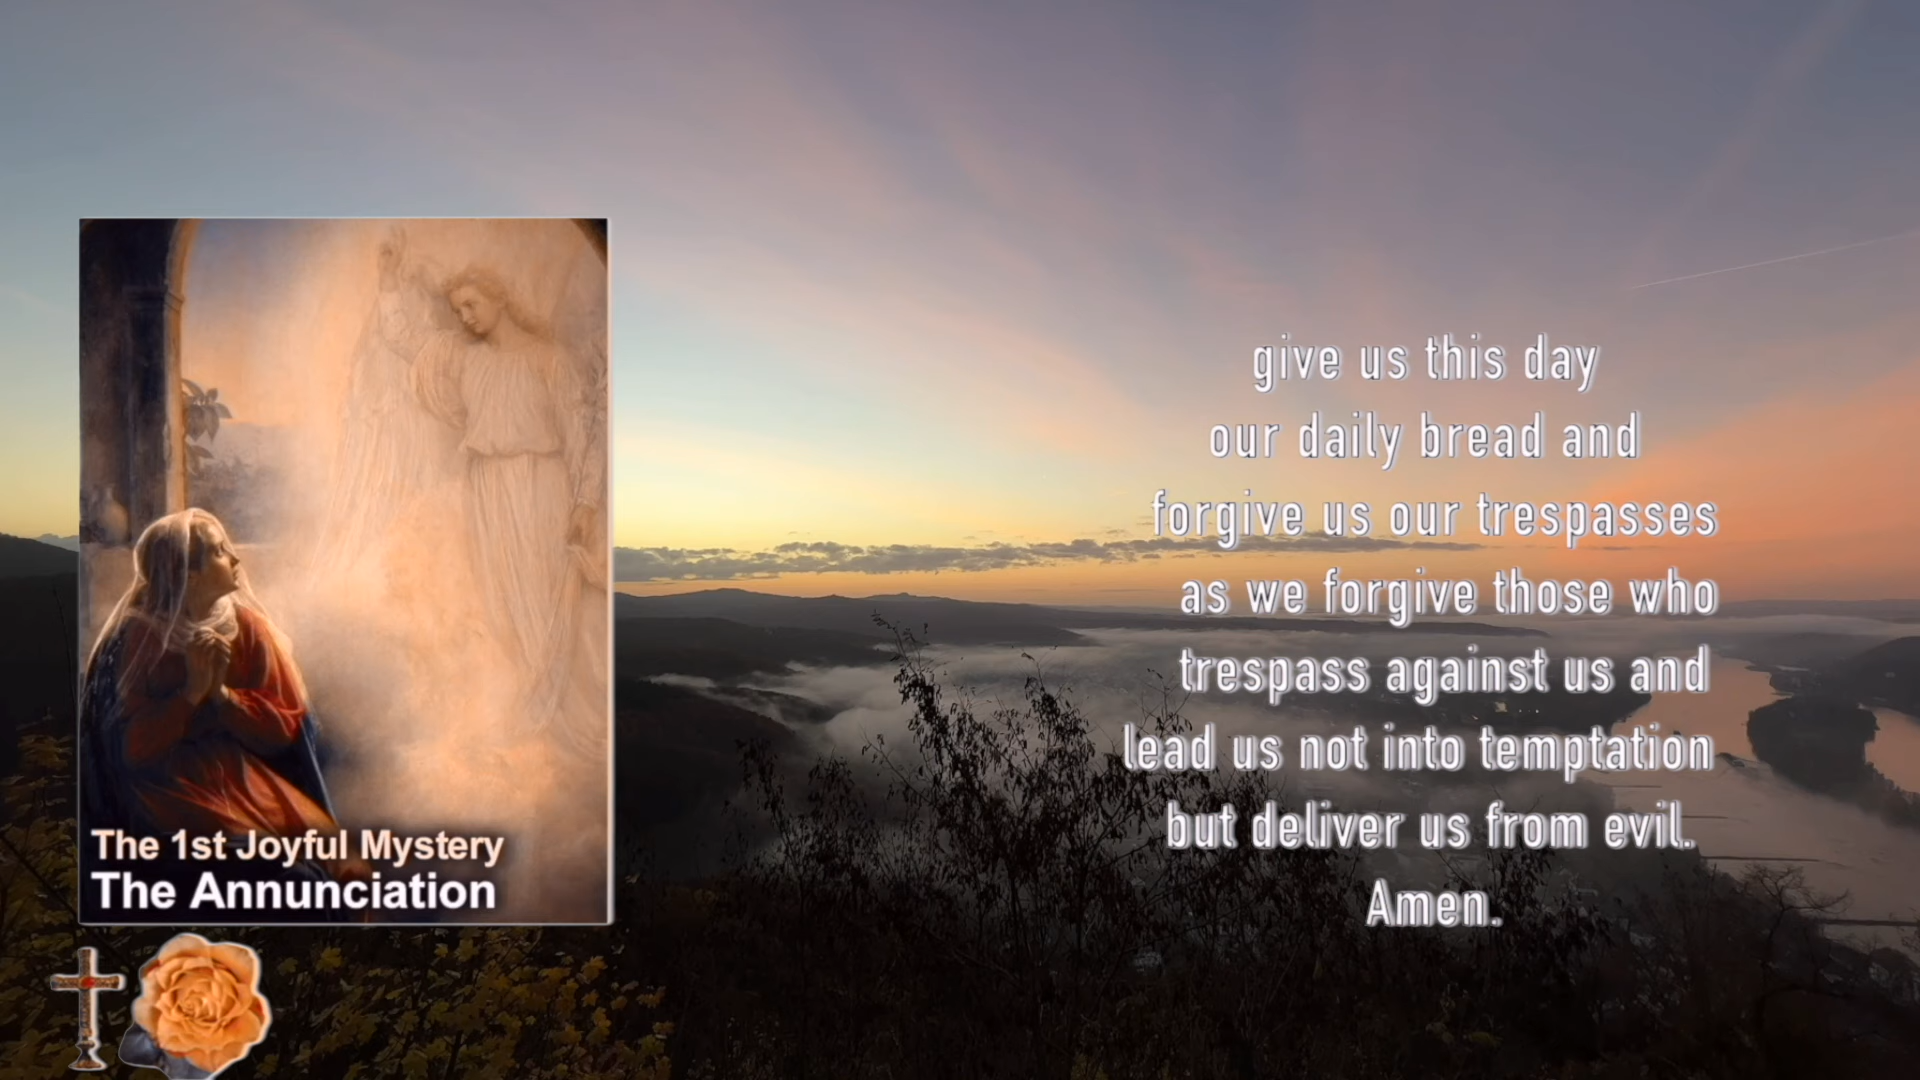 The 1st Joyful Mystery
The Annunciation
give us this day
our daily bread and
forgive us our trespasses
as we forgive those who
trespass against us and
lead us not into temptation
but deliver us from evil.
Amen.